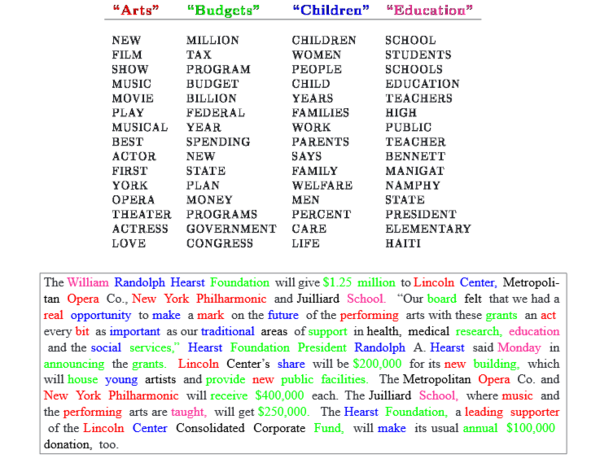 “Arts” “Budgets” “Children” “Education”
NEW MILLION CHILDREN SCHOOL
FILM TAX WOMEN STUDENTS
SHOW PROGRAM PEOPLE SCHOOLS
MUSIC BUDGET CHILD EDUCATION
MOVIE BILLION YEARS TEACHERS
PLAY FEDERAL FAMILIES HIGH
MUSICAL YEAR WORK PUBLIC
BEST SPENDING PARENTS TEACHER
ACTOR NEW SAYS BENNETT
FIRST STATE FAMILY MANIGAT
YORK PLAN WELFARE NAMPHY
OPERA MONEY MEN STATE
THEATER PROGRAMS PERCENT PRESIDENT
ACTRESS GOVERNMENT CARE ELEMENTARY
LOVE CONGRESS LIFE HAITI
The William Randolph Hearst Foundation will give $1.25 million to Lincoln Center, Metropoli-
tan Opera Co., New York Philharmonic and Juilliard School. “Our board felt that we had a
real opportunity to make a mark on the future of the performing arts with these grants an act
every bit as important as our traditional areas of support in health, medical research, education
and the social services,” Hearst Foundation President Randolph A. Hearst said Monday in
announcing the grants. Lincoln Center’s share will be $200,000 for its new building, which
will house young artists and provide new public facilities. The Metropolitan Opera Co. and
New York Philharmonic will receive $400,000 each. The Juilliard School, where music and
the performing arts are taught, will get $250,000. The Hearst Foundation, a leading supporter
of the Lincoln Center Consolidated Corporate Fund, will make its usual annual $100,000
donation, too.